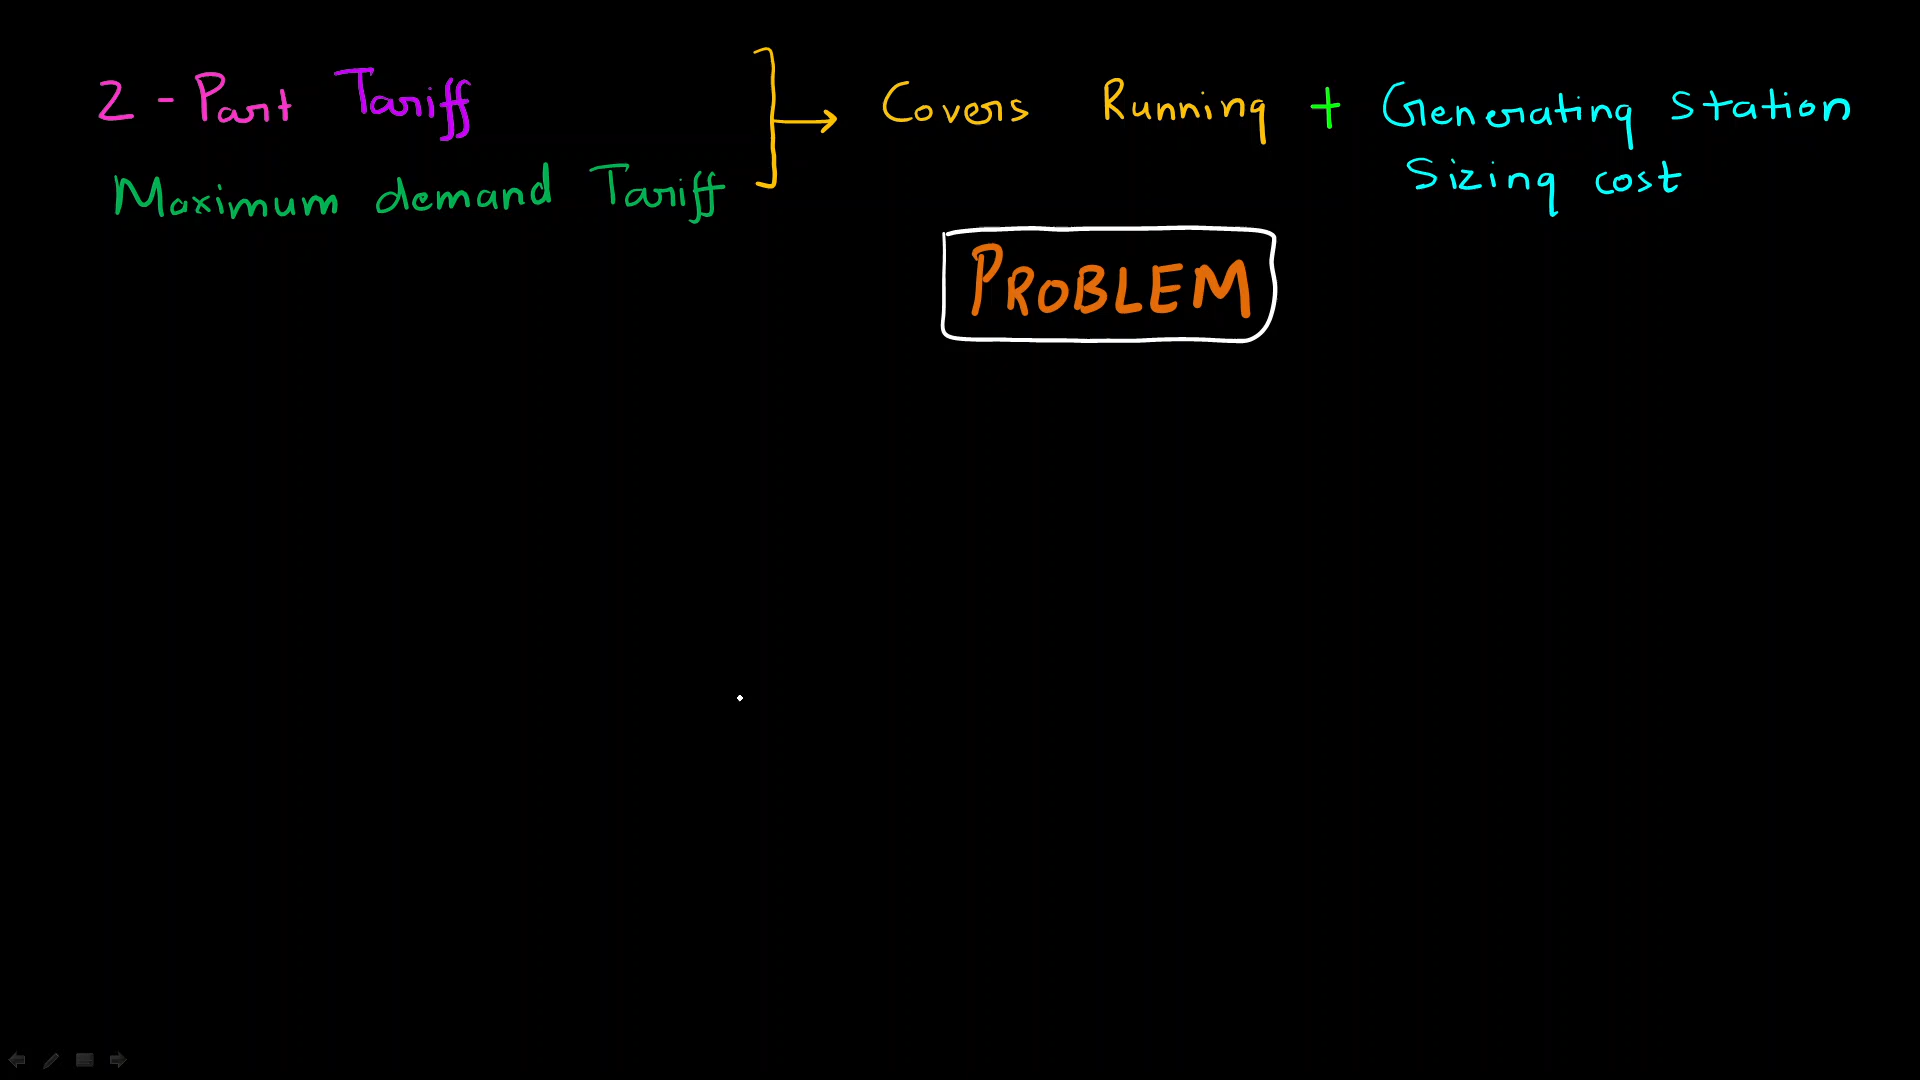 2 - Part Tariff
Maximum demand Tariff
Covers Running + Generating Station
Sizing cost
PROBLEM